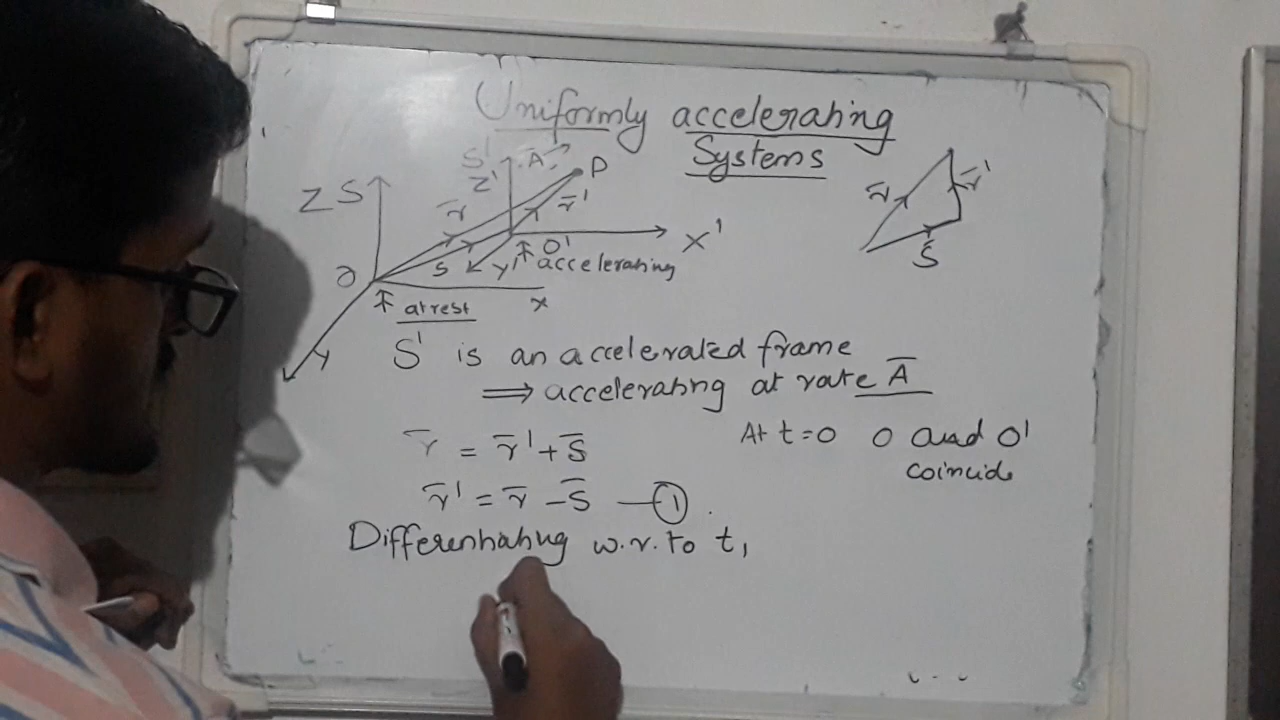 Uniformly accelerating
Systems
S'
Z'
A̅
P
Z S
r̅
r̅'
X'
O
S
Y'
O'
accelerating
at rest
x
Y
r̅
r̅'
S̅
S' is an accelerated frame
⟹ accelerating at rate A̅
r̅ = r̅' + S̅
At t=0 O and O'
coincide
r̅' = r̅ - S̅ —①
Differentiating w.r.to t,